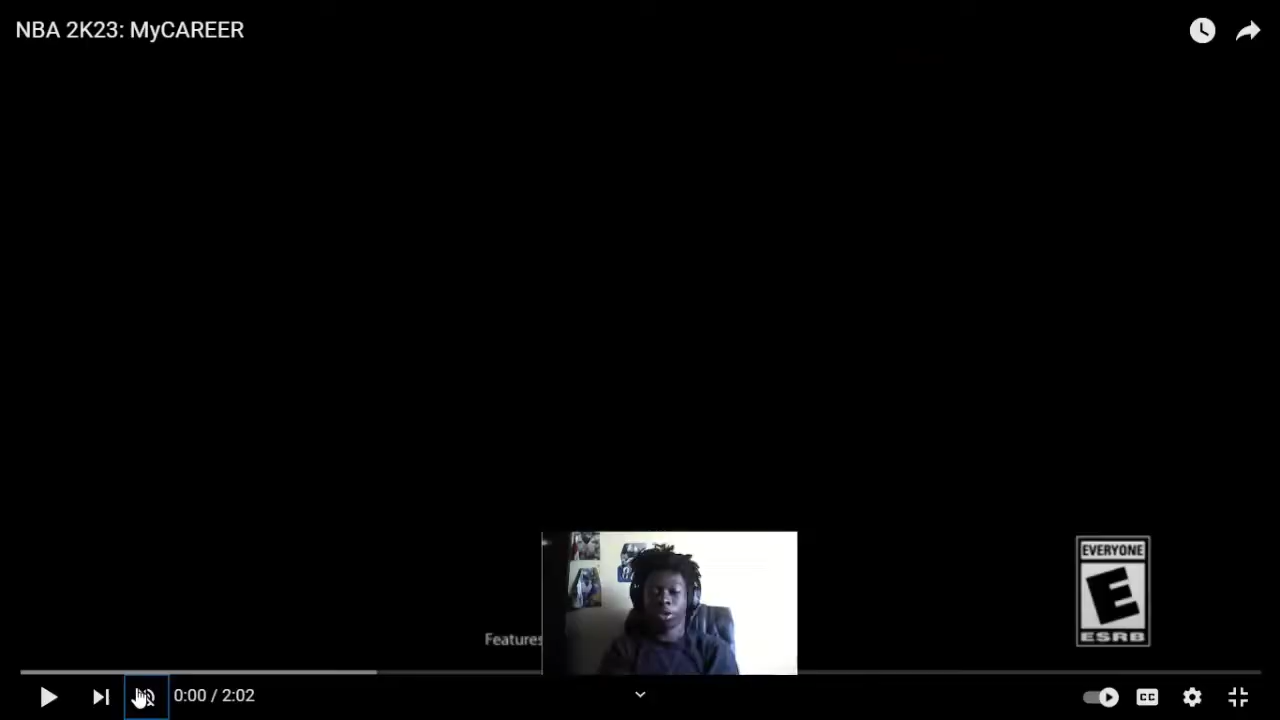 NBA 2K23: MyCAREER
EVERYONE
E
ESRB
Features
0:00 / 2:02
CC